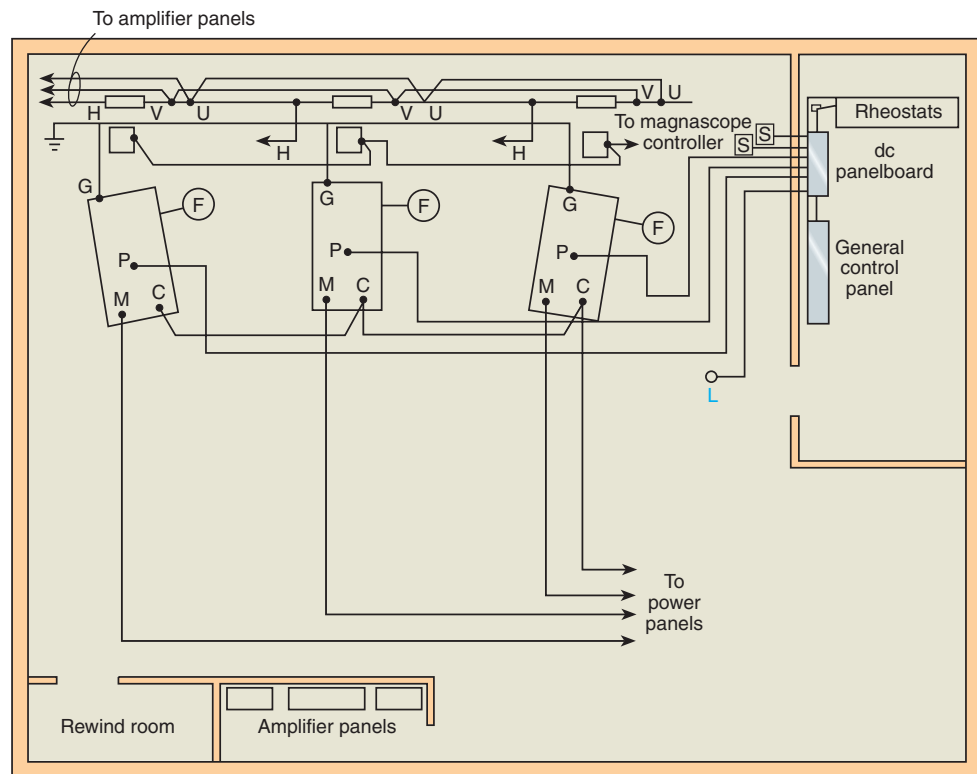 To amplifier panels
H
V
U
V
U
V
U
H
H
To magnascope
controller
S
S
Rheostats
dc
panelboard
General
control
panel
G
F
G
F
G
F
P
P
P
M
C
M
C
M
C
L
To
power
panels
Rewind room
Amplifier panels